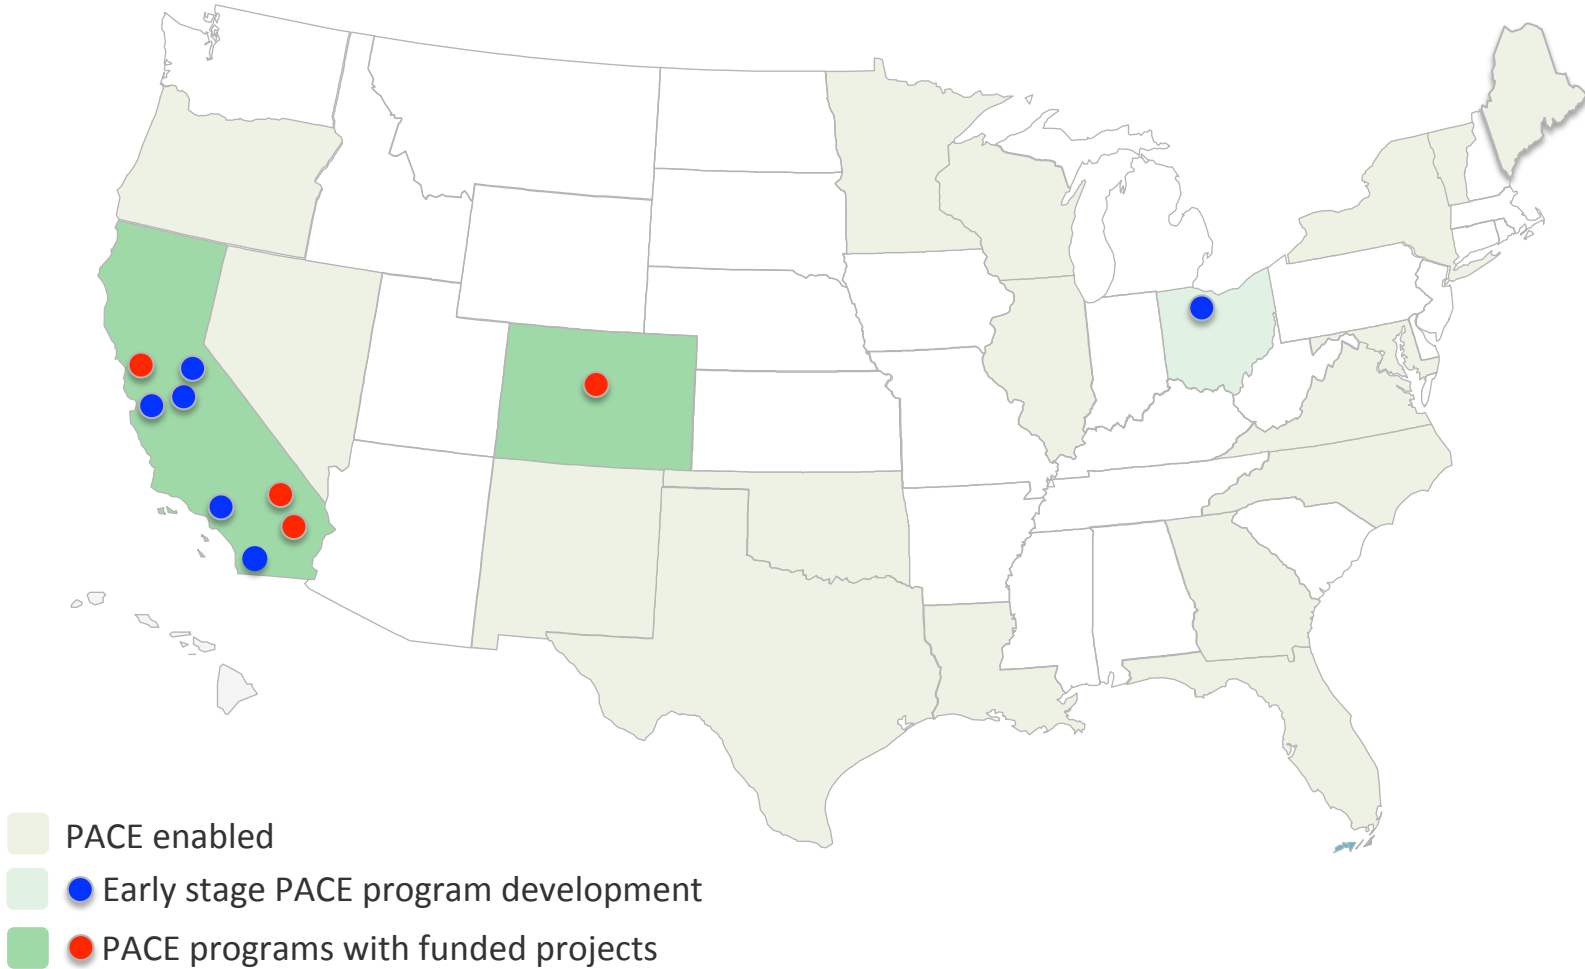 PACE enabled
Early stage PACE program development
PACE programs with funded projects